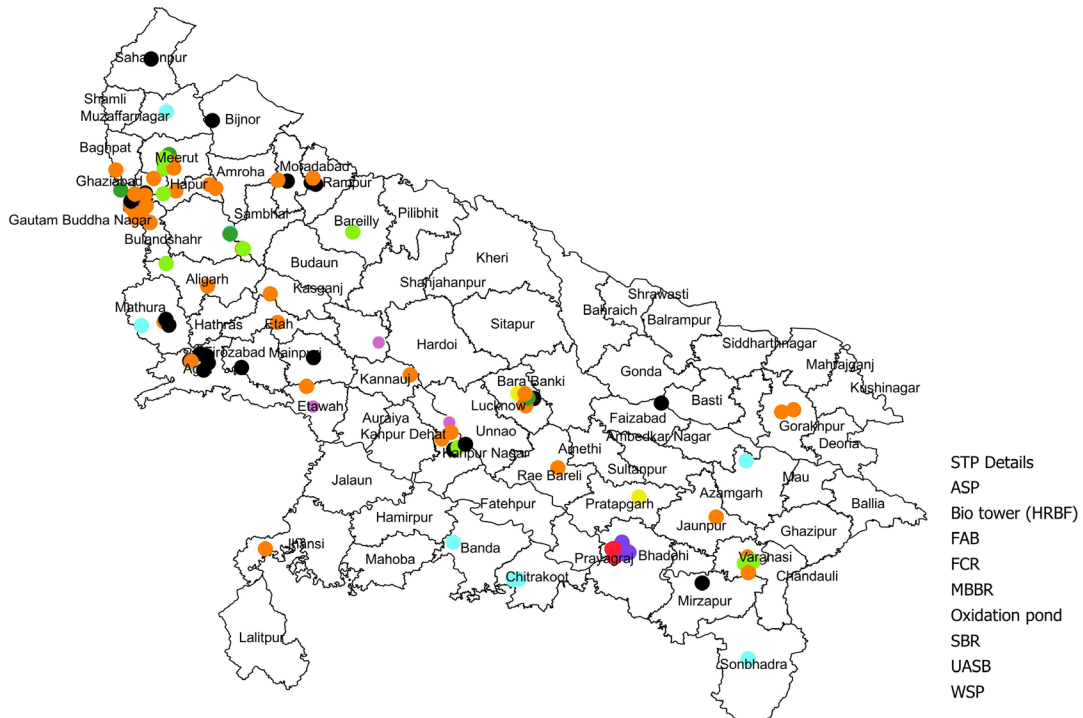 Saharanpur
Shamli
Muzaffarnagar
Bijnor
Baghpat
Meerut
Moradabad
Amroha
Ghaziabad
Hapur
Rampur
Sambhal
Pilibhit
Gautam Buddha Nagar
Bareilly
Bulandshahr
Budaun
Kheri
Aligarh
Shahjahanpur
Kasganj
Shrawasti
Mathura
Bahraich
Balrampur
Hathras
Etah
Sitapur
Hardoi
Siddharthnagar
Firozabad
Mainpuri
Mahrajganj
Gonda
Kannauj
Bara Banki
Kushinagar
Basti
Etawah
Lucknow
Auraiya
Faizabad
Gorakhpur
Kanpur Dehat
Unnao
Ambedkar Nagar
Deoria
Amethi
Kanpur Nagar
STP Details
Sultanpur
Rae Bareli
Mau
Jalaun
ASP
Azamgarh
Fatehpur
Pratapgarh
Ballia
Bio tower (HRBF)
Hamirpur
Jaunpur
Ghazipur
FAB
Jhansi
Banda
Mahoba
Prayagraj
Bhadohi
Varanasi
FCR
Chandauli
Chitrakoot
MBBR
Mirzapur
Oxidation pond
Lalitpur
SBR
Sonbhadra
UASB
WSP